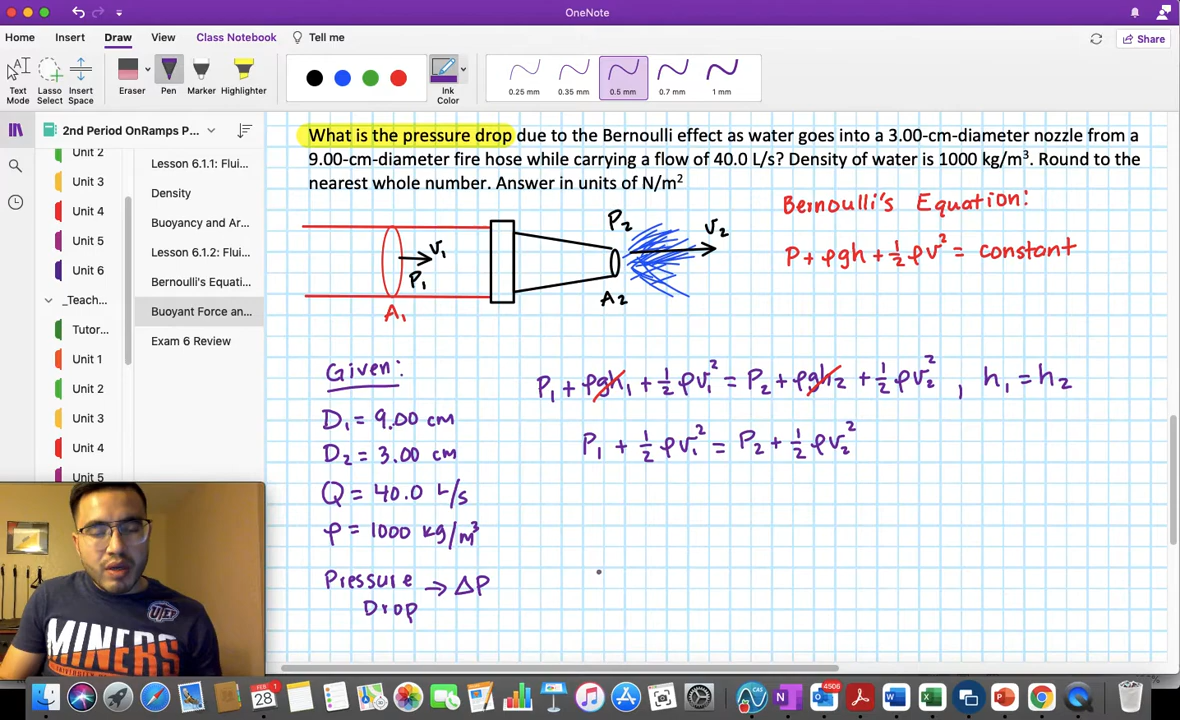 OneNote
Home Insert Draw View Class Notebook Tell me Share
Text Mode
Lasso Select
Insert Space
Eraser
Pen
Marker
Highlighter
Ink Color
0.25 mm 0.35 mm 0.5 mm 0.7 mm 1 mm
2nd Period OnRamps P...
Unit 2
Unit 3
Unit 4
Unit 5
Unit 6
_Teach...
Tutor...
Unit 1
Unit 2
Unit 3
Unit 4
Unit 5
Lesson 6.1.1: Flui...
Density
Buoyancy and Ar...
Lesson 6.1.2: Flui...
Bernoulli's Equati...
Buoyant Force an...
Exam 6 Review
What is the pressure drop due to the Bernoulli effect as water goes into a 3.00-cm-diameter nozzle from a
9.00-cm-diameter fire hose while carrying a flow of 40.0 L/s? Density of water is 1000 kg/m³. Round to the
nearest whole number. Answer in units of N/m²
Bernoulli's Equation:
P + ρgh + ½ρv² = constant
P₂
v₂
v₁
P₁
A₁
A₂
Given:
D₁ = 9.00 cm
D₂ = 3.00 cm
Q = 40.0 L/s
ρ = 1000 kg/m³
Pressure Drop → ΔP
P₁ + ρgh₁ + ½ρv₁² = P₂ + ρgh₂ + ½ρv₂² , h₁ = h₂
P₁ + ½ρv₁² = P₂ + ½ρv₂²
UTEP
MINERS
FEB
28
4506